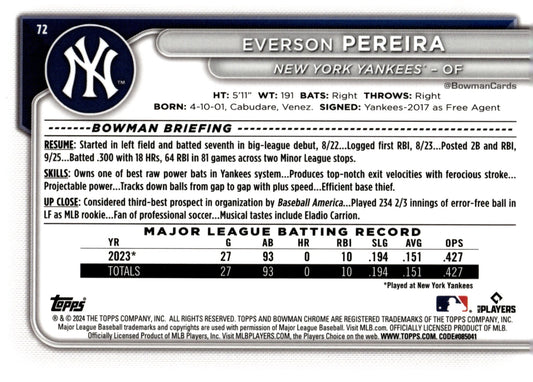 72
NY
TM
EVERSON PEREIRA
NEW YORK YANKEES™ – OF
@BowmanCards
HT: 5'11" WT: 191 BATS: Right THROWS: Right
BORN: 4-10-01, Cabudare, Venez. SIGNED: Yankees-2017 as Free Agent
BOWMAN BRIEFING
RESUME: Started in left field and batted seventh in big-league debut, 8/22...Logged first RBI, 8/23...Posted 2B and RBI,
9/25...Batted .300 with 18 HRs, 64 RBI in 81 games across two Minor League stops.
SKILLS: Owns one of best raw power bats in Yankees system...Produces top-notch exit velocities with ferocious stroke...
Projectable power...Tracks down balls from gap to gap with plus speed...Efficient base thief.
UP CLOSE: Considered third-best prospect in organization by Baseball America...Played 234 2/3 innings of error-free ball in
LF as MLB rookie...Fan of professional soccer...Musical tastes include Eladio Carrion.
MAJOR LEAGUE BATTING RECORD
YR G AB HR RBI SLG AVG OPS
2023* 27 93 0 10 .194 .151 .427
TOTALS 27 93 0 10 .194 .151 .427
*Played at New York Yankees
Topps
MLB PLAYERS
® & © 2024 THE TOPPS COMPANY, INC. ALL RIGHTS RESERVED. TOPPS AND BOWMAN CHROME ARE REGISTERED TRADEMARKS OF THE TOPPS COMPANY, INC.
Major League Baseball trademarks and copyrights are used with permission of Major League Baseball. Visit MLB.com. OFFICIALLY LICENSED PRODUCT OF MLB.
Officially Licensed Product of MLB Players, Inc. Visit MLBPLAYERS.COM, the Players Choice on the web. WWW.TOPPS.COM. CODE#085041